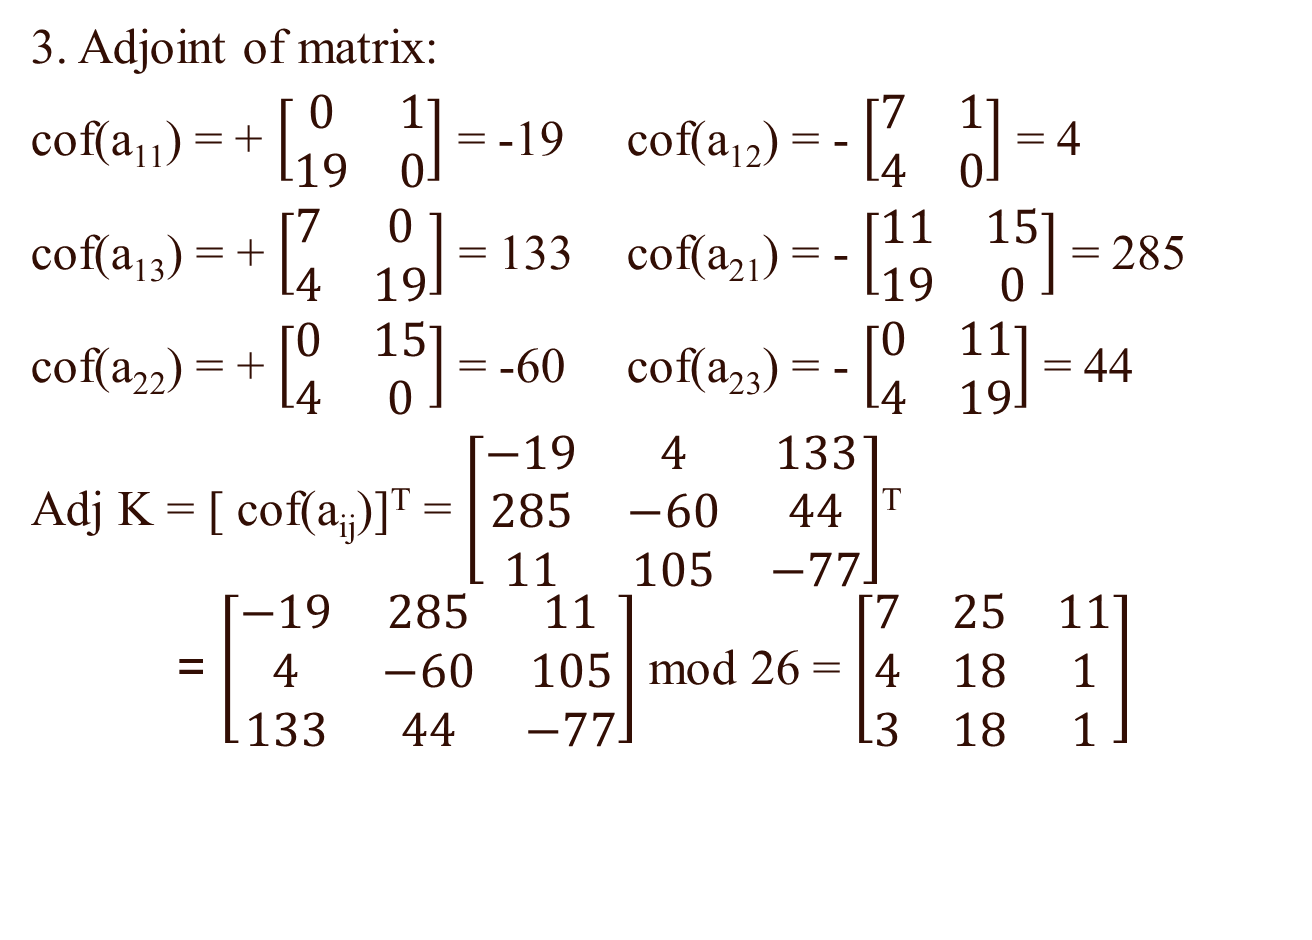 3. Adjoint of matrix:
cof(a₁₁) = + [0 1; 19 0] = -19 cof(a₁₂) = - [7 1; 4 0] = 4
cof(a₁₃) = + [7 0; 4 19] = 133 cof(a₂₁) = - [11 15; 19 0] = 285
cof(a₂₂) = + [0 15; 4 0] = -60 cof(a₂₃) = - [0 11; 4 19] = 44
Adj K = [ cof(aᵢⱼ)]ᵀ = [−19 4 133; 285 −60 44; 11 105 −77]ᵀ
= [−19 285 11; 4 −60 105; 133 44 −77] mod 26 = [7 25 11; 4 18 1; 3 18 1]